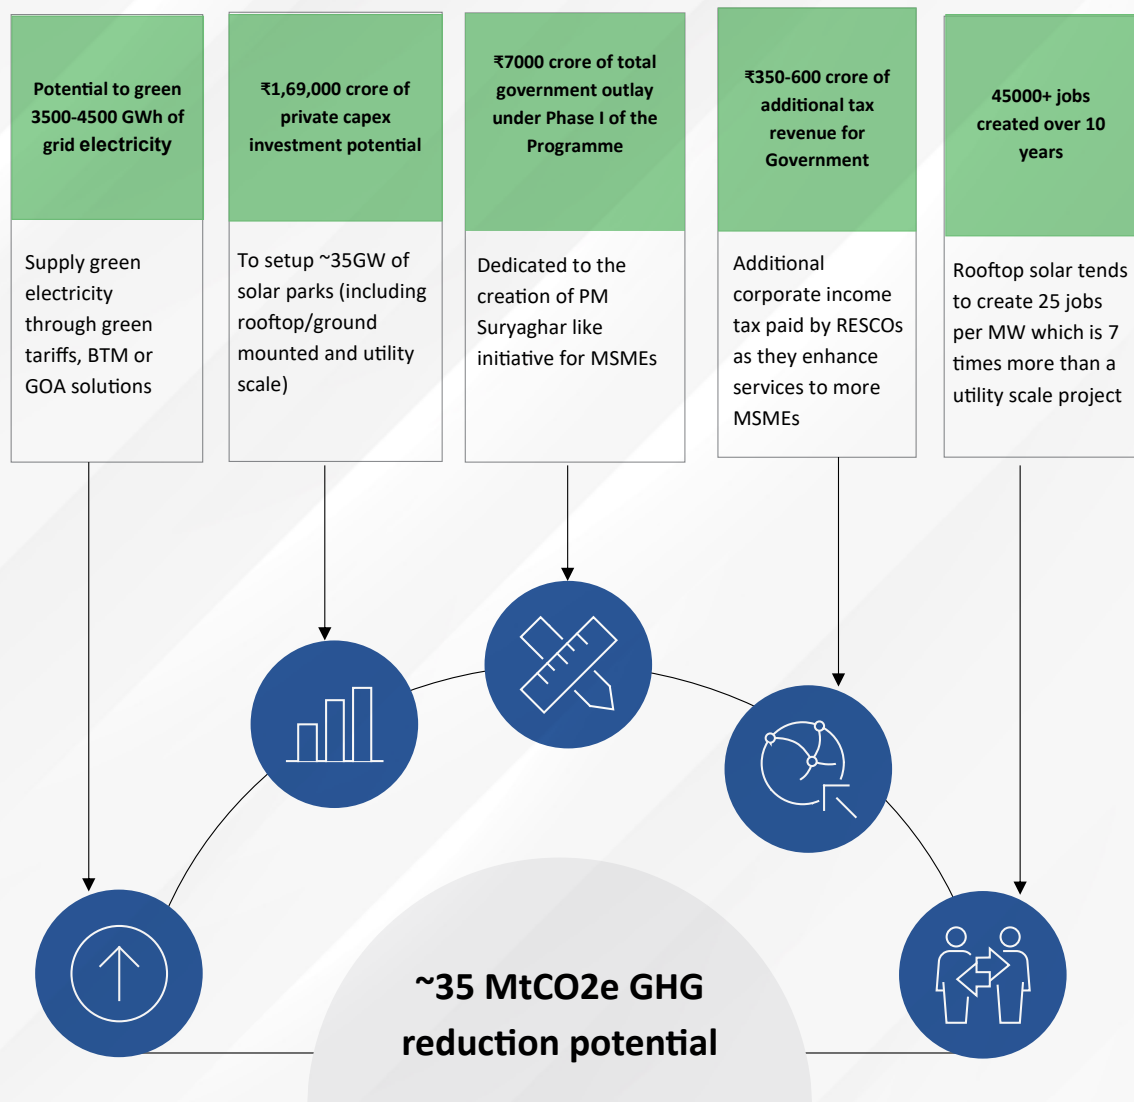 Potential to green
3500-4500 GWh of
grid electricity
Supply green
electricity
through green
tariffs, BTM or
GOA solutions
₹1,69,000 crore of
private capex
investment potential
To setup ~35GW of
solar parks (including
rooftop/ground
mounted and utility
scale)
₹7000 crore of total
government outlay
under Phase I of the
Programme
Dedicated to the
creation of PM
Suryaghar like
initiative for MSMEs
₹350-600 crore of
additional tax
revenue for
Government
Additional
corporate income
tax paid by RESCOs
as they enhance
services to more
MSMEs
45000+ jobs
created over 10
years
Rooftop solar tends
to create 25 jobs
per MW which is 7
times more than a
utility scale project
~35 MtCO2e GHG
reduction potential